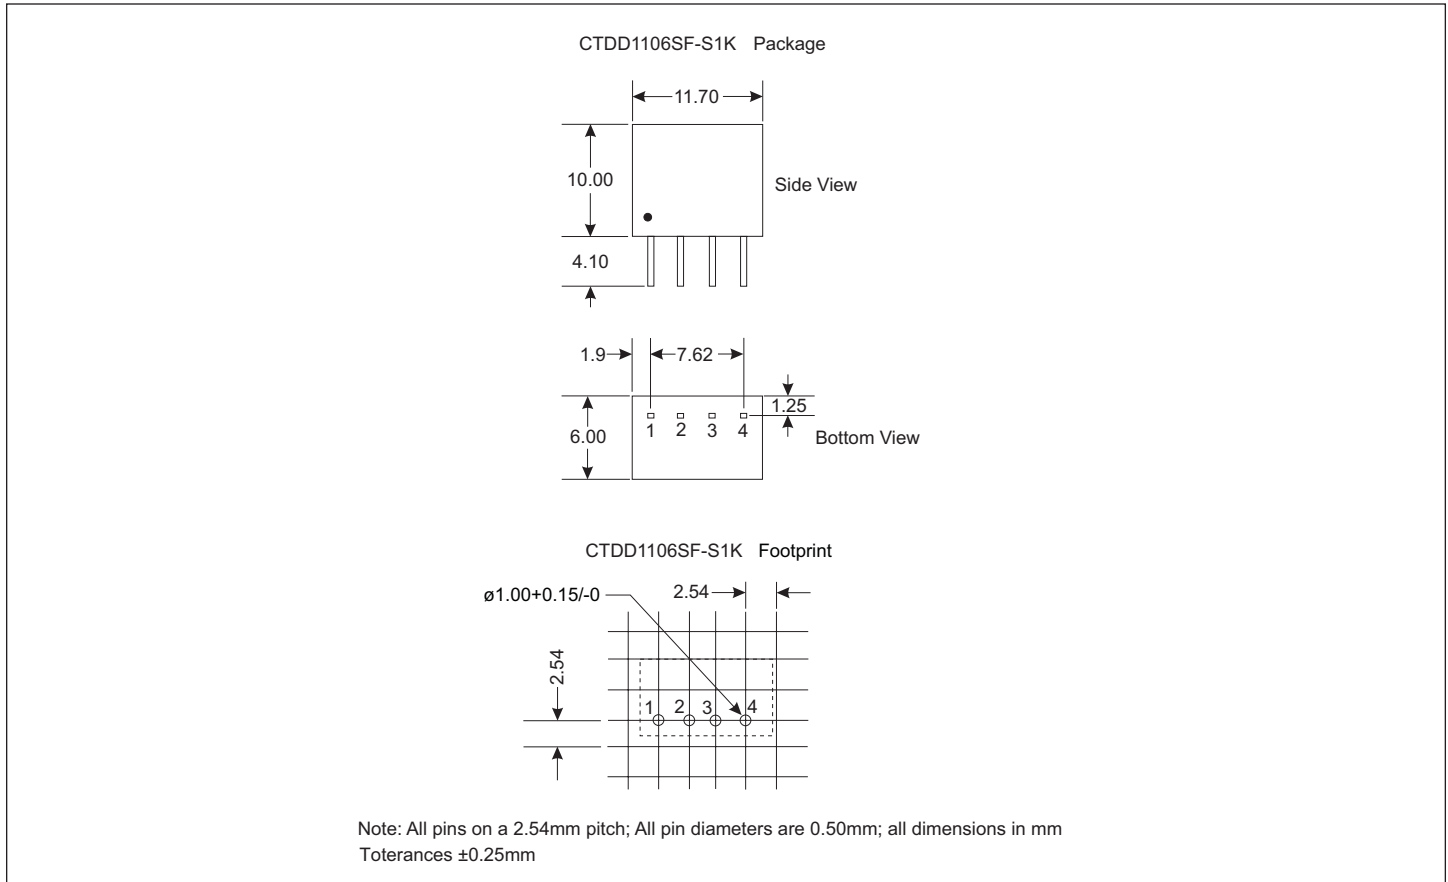 CTDD1106SF-S1K Package
11.70
10.00
Side View
4.10
1.9
7.62
1.25
6.00
1 2 3 4
Bottom View
CTDD1106SF-S1K Footprint
ø1.00+0.15/-0
2.54
2.54
1 2 3 4
Note: All pins on a 2.54mm pitch; All pin diameters are 0.50mm; all dimensions in mm
Toterances ±0.25mm